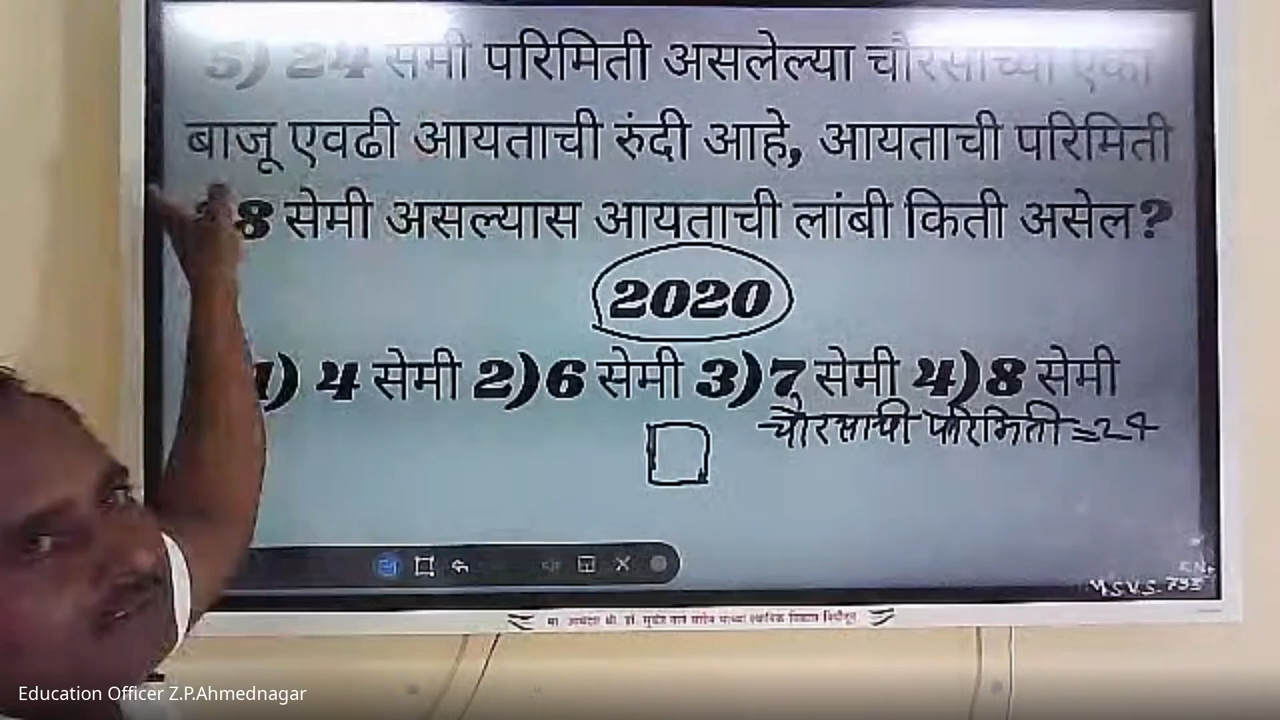 5) 24 समी परिमिती असलेल्या चौरसाच्या एका
बाजू एवढी आयताची रुंदी आहे, आयताची परिमिती
8 सेमी असल्यास आयताची लांबी किती असेल?
2020
1) 4 सेमी 2)6 सेमी 3)7 सेमी 4)8 सेमी
चौरसाची परिमिती =24
M.S.V.S. 735
Education Officer Z.P.Ahmednagar